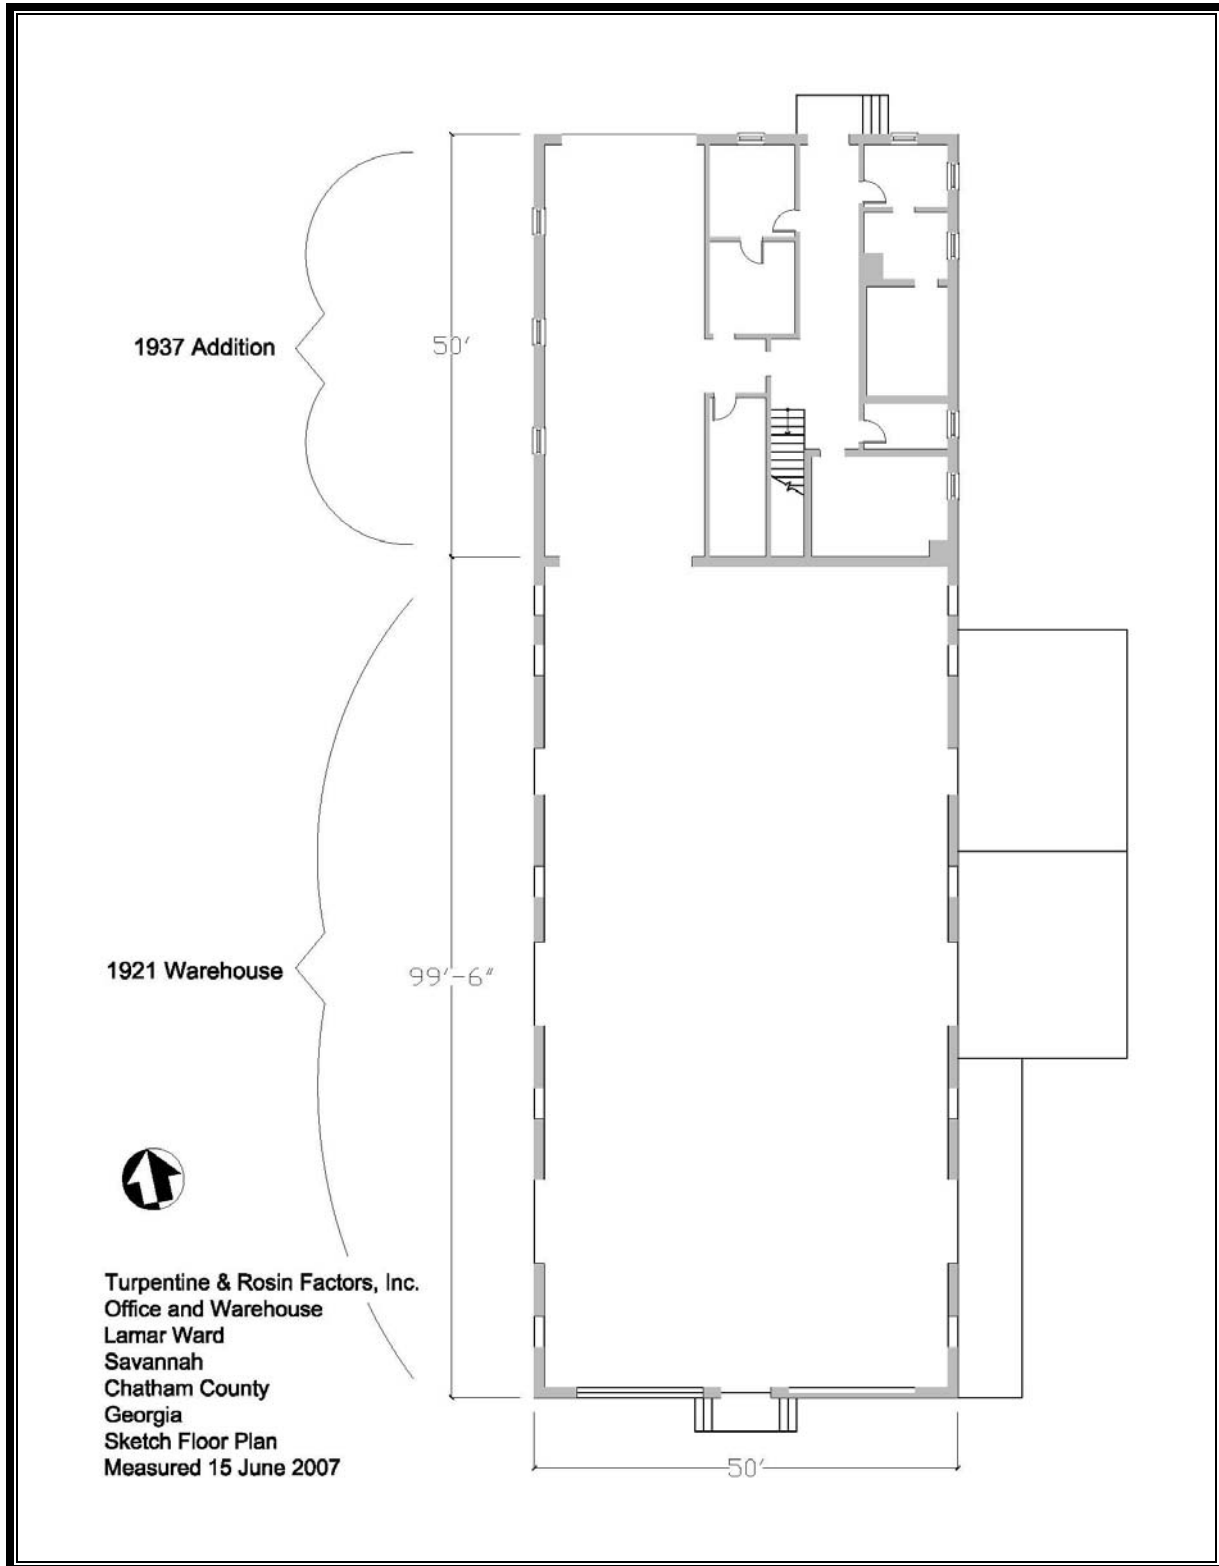 1937 Addition
50'
1921 Warehouse
99'-6"
Turpentine & Rosin Factors, Inc.
Office and Warehouse
Lamar Ward
Savannah
Chatham County
Georgia
Sketch Floor Plan
Measured 15 June 2007
50'